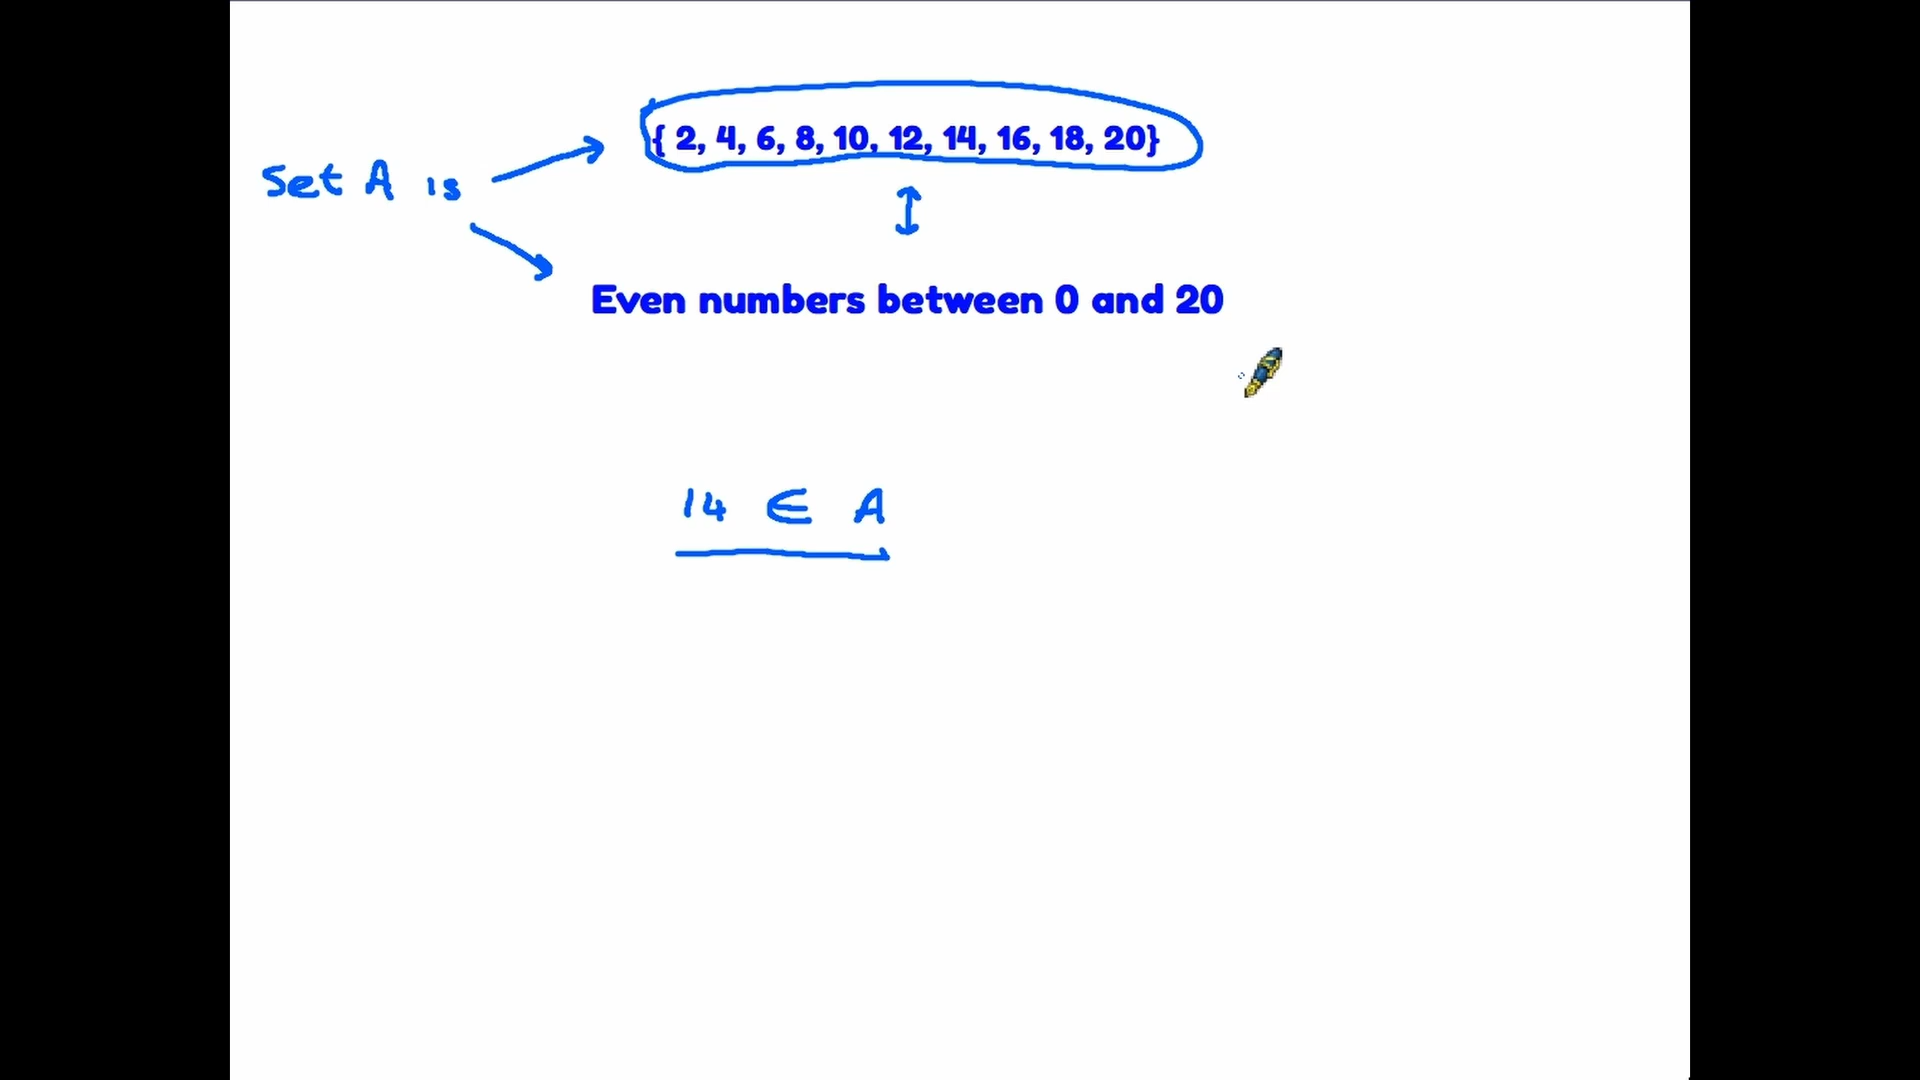 { 2, 4, 6, 8, 10, 12, 14, 16, 18, 20}
Set A is
Even numbers between 0 and 20
14 ∈ A